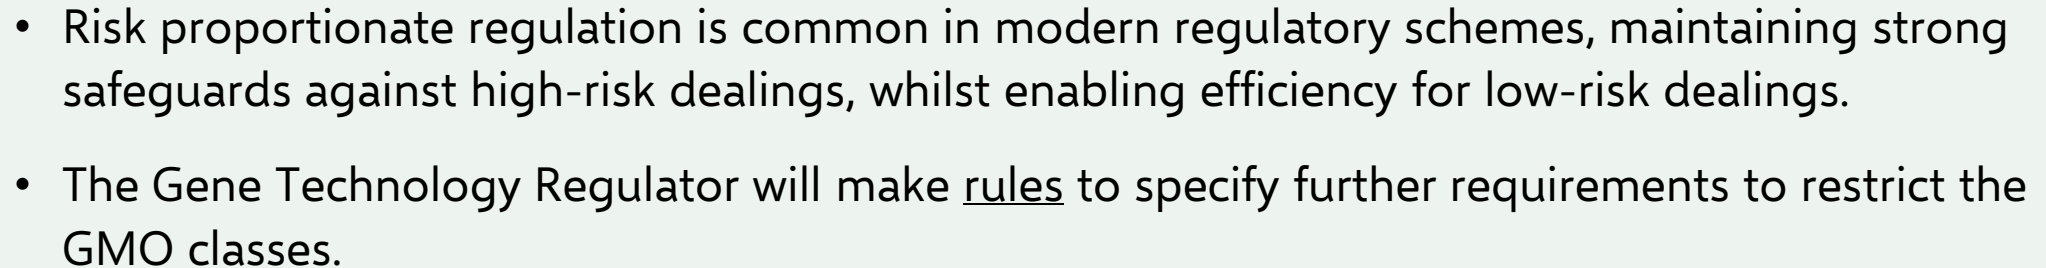 • Risk proportionate regulation is common in modern regulatory schemes, maintaining strong
safeguards against high-risk dealings, whilst enabling efficiency for low-risk dealings.
• The Gene Technology Regulator will make rules to specify further requirements to restrict the
GMO classes.